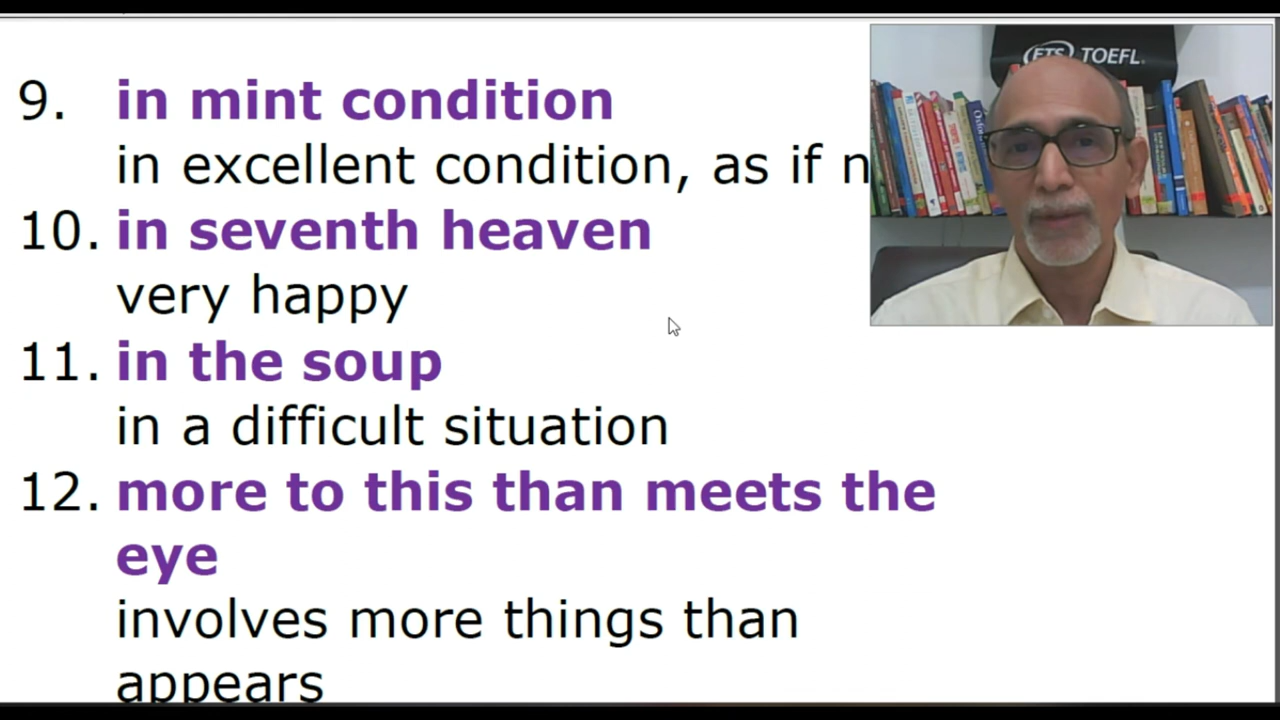 9. in mint condition
in excellent condition, as if
10. in seventh heaven
very happy
11. in the soup
in a difficult situation
12. more to this than meets the
eye
involves more things than
appears
ETS TOEFL